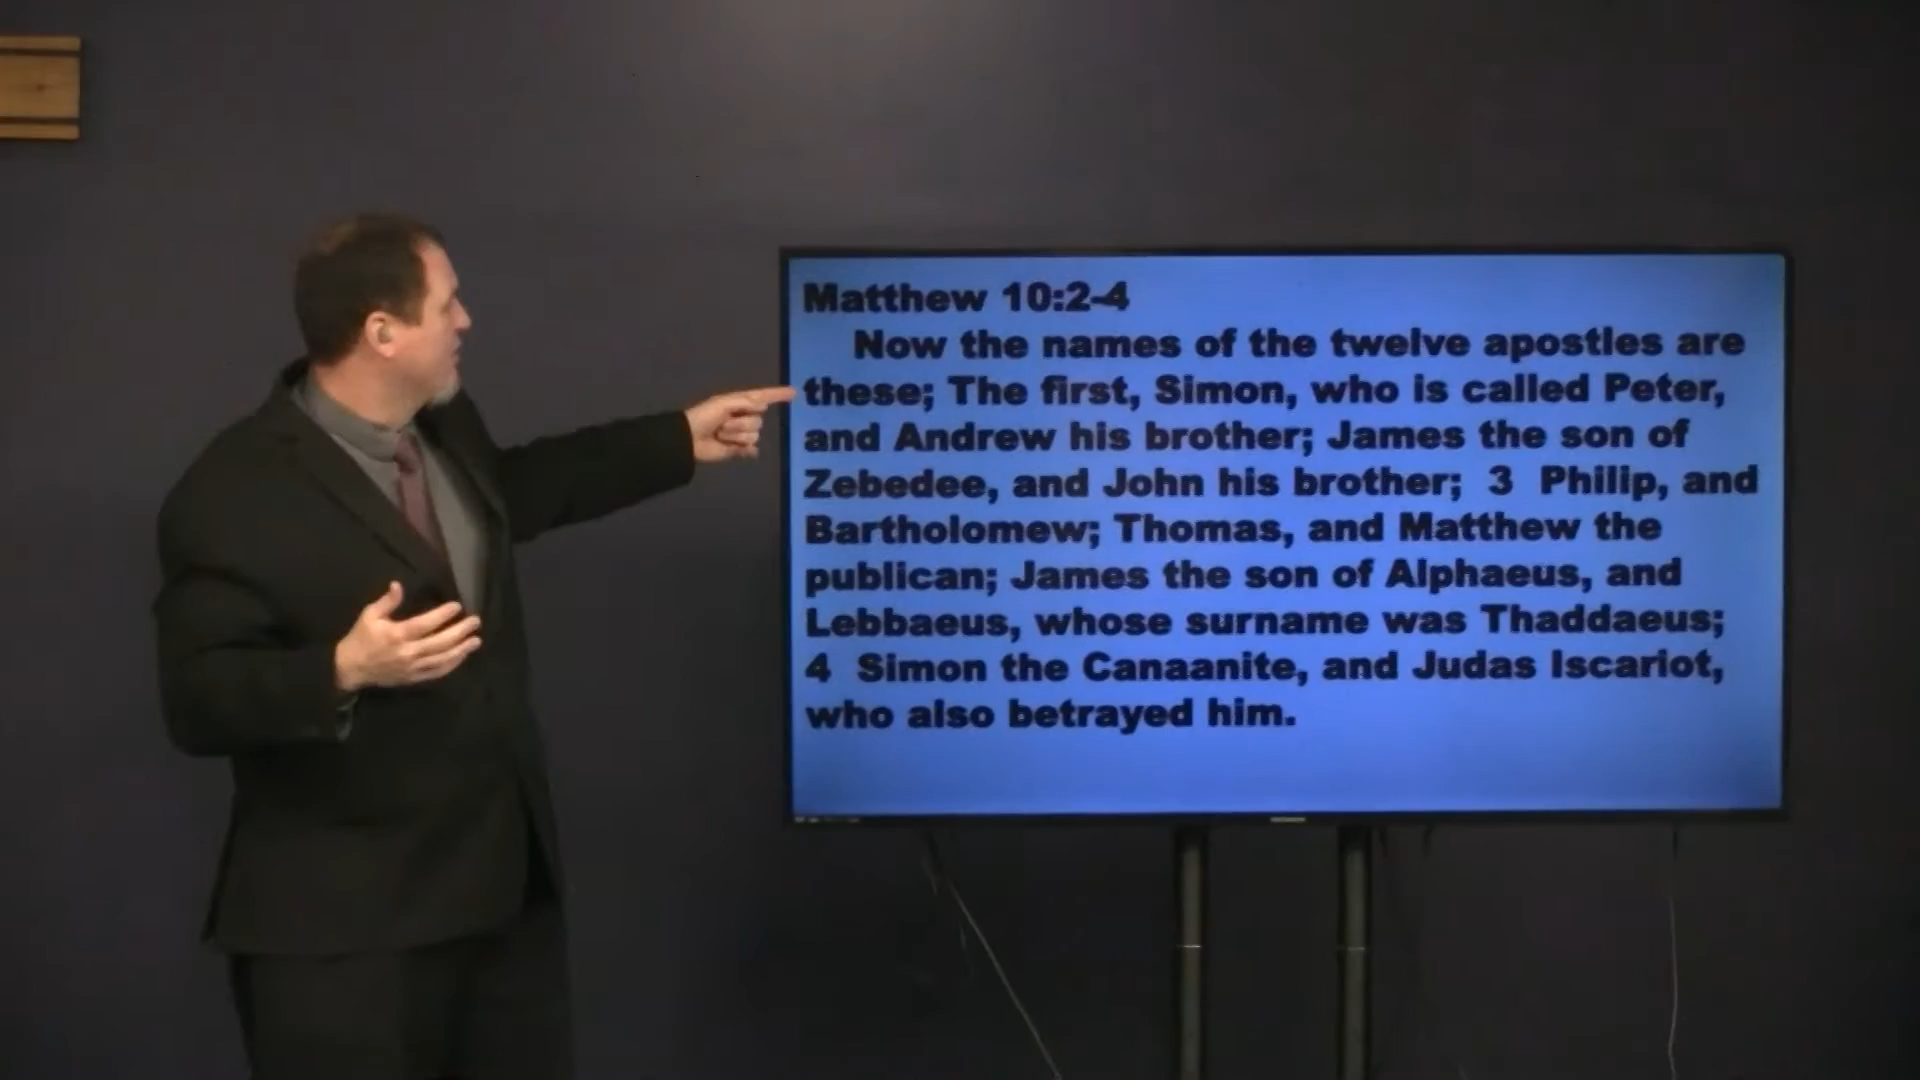 Matthew 10:2-4
Now the names of the twelve apostles are
these; The first, Simon, who is called Peter,
and Andrew his brother; James the son of
Zebedee, and John his brother; 3 Philip, and
Bartholomew; Thomas, and Matthew the
publican; James the son of Alphaeus, and
Lebbaeus, whose surname was Thaddaeus;
4 Simon the Canaanite, and Judas Iscariot,
who also betrayed him.